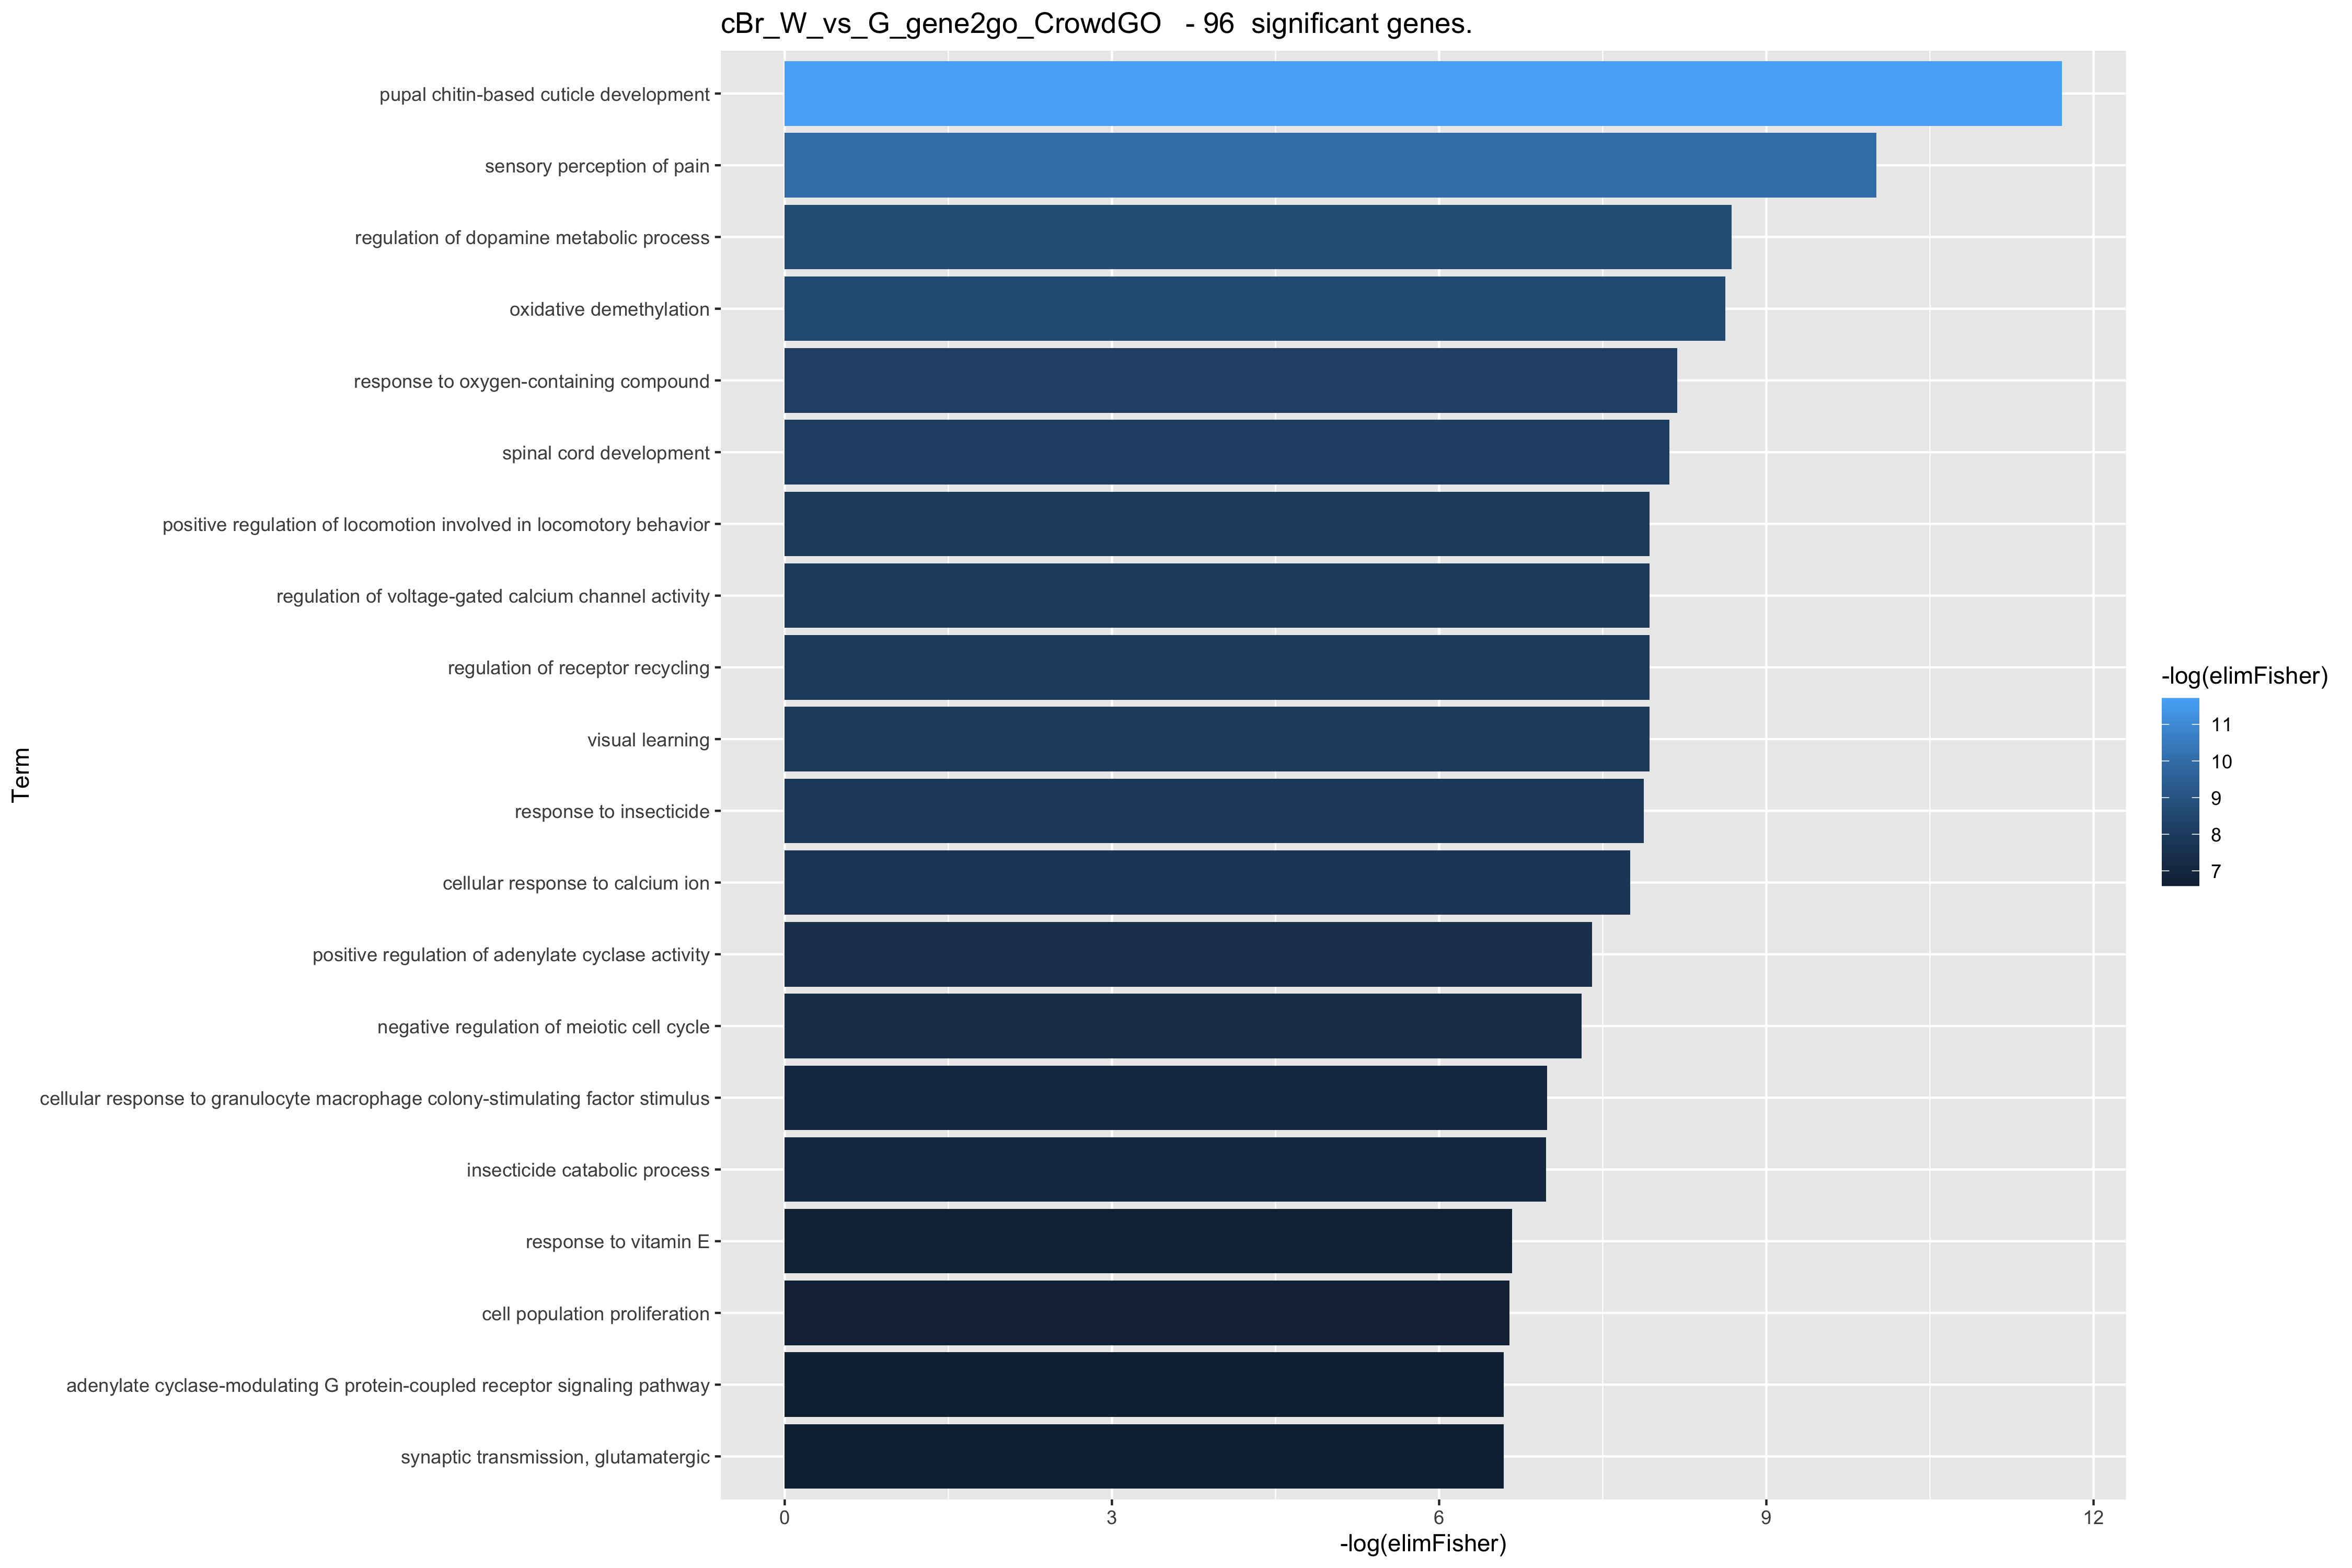 cBr_W_vs_G_gene2go_CrowdGO   - 96  significant genes.
pupal chitin-based cuticle development
sensory perception of pain
regulation of dopamine metabolic process
oxidative demethylation
response to oxygen-containing compound
spinal cord development
positive regulation of locomotion involved in locomotory behavior
regulation of voltage-gated calcium channel activity
regulation of receptor recycling
visual learning
response to insecticide
cellular response to calcium ion
positive regulation of adenylate cyclase activity
negative regulation of meiotic cell cycle
cellular response to granulocyte macrophage colony-stimulating factor stimulus
insecticide catabolic process
response to vitamin E
cell population proliferation
adenylate cyclase-modulating G protein-coupled receptor signaling pathway
synaptic transmission, glutamatergic
Term
0 3 6 9 12
-log(elimFisher)
-log(elimFisher)
11
10
9
8
7